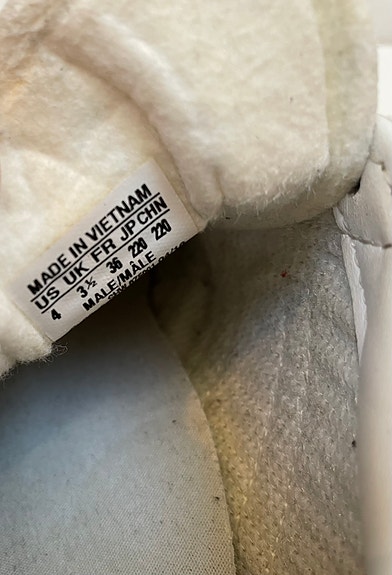 MADE IN VIETNAM
US UK FR JP CHN
4 3½ 36 220 220
MALE/MÂLE